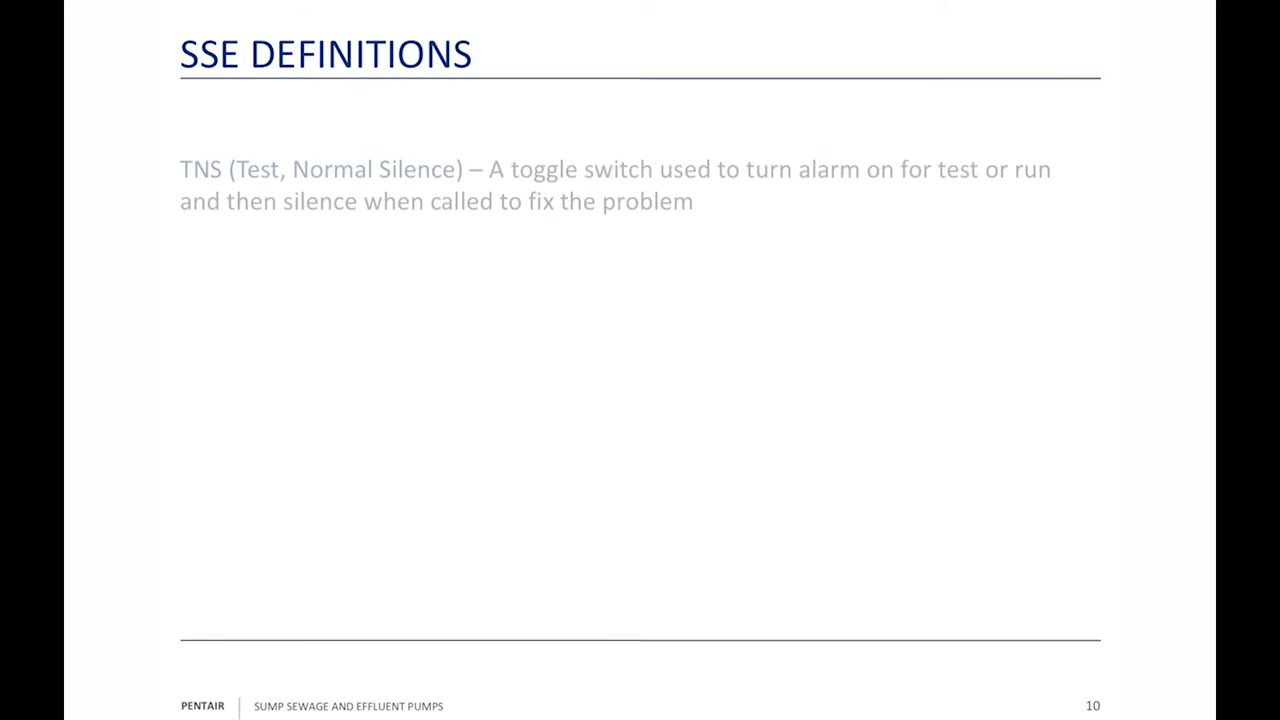 SSE DEFINITIONS
TNS (Test, Normal Silence) – A toggle switch used to turn alarm on for test or run
and then silence when called to fix the problem
PENTAIR SUMP SEWAGE AND EFFLUENT PUMPS 10